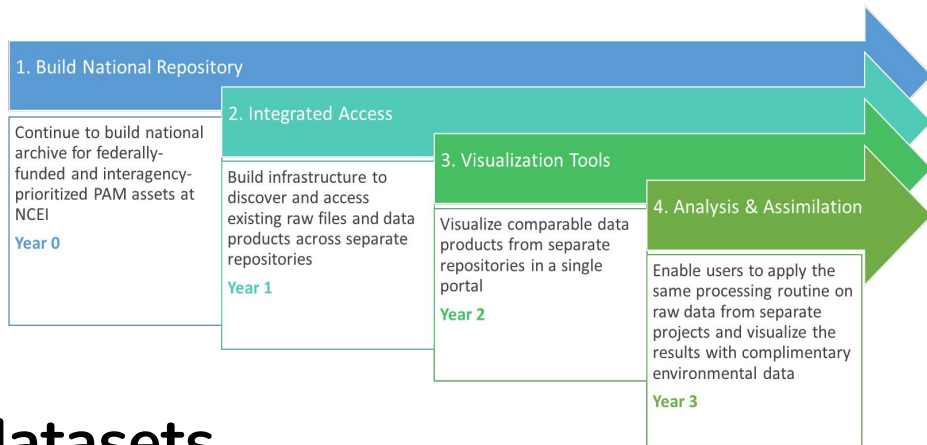 1. Build National Repository
Continue to build national
archive for federally-
funded and interagency-
prioritized PAM assets at
NCEI
Year 0
2. Integrated Access
Build infrastructure to
discover and access
existing raw files and data
products across separate
repositories
Year 1
3. Visualization Tools
Visualize comparable data
products from separate
repositories in a single
portal
Year 2
4. Analysis & Assimilation
Enable users to apply the
same processing routine on
raw data from separate
projects and visualize the
results with complimentary
environmental data
Year 3